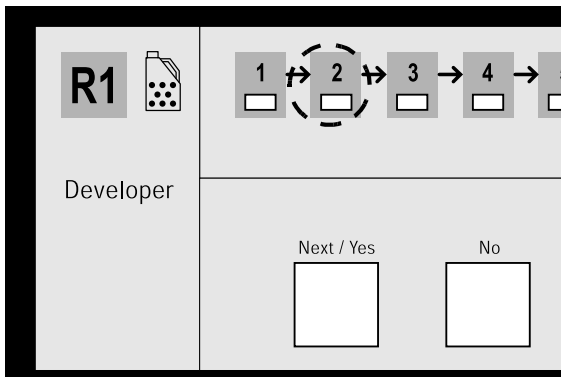 R1
Developer
1 → 2 → 3 → 4 →
Next / Yes
No